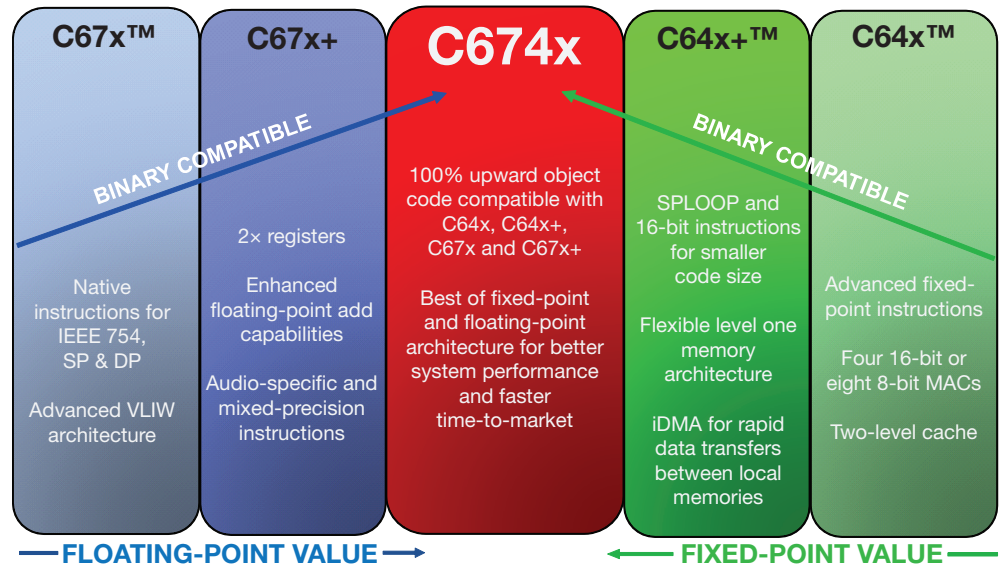 C67x™
BINARY COMPATIBLE
Native
instructions for
IEEE 754,
SP & DP
Advanced VLIW
architecture
C67x+
2× registers
Enhanced
floating-point add
capabilities
Audio-specific and
mixed-precision
instructions
C674x
100% upward object
code compatible with
C64x, C64x+,
C67x and C67x+
Best of fixed-point
and floating-point
architecture for better
system performance
and faster
time-to-market
C64x+™
BINARY COMPATIBLE
SPLOOP and
16-bit instructions
for smaller
code size
Flexible level one
memory
architecture
iDMA for rapid
data transfers
between local
memories
C64x™
Advanced fixed-
point instructions
Four 16-bit or
eight 8-bit MACs
Two-level cache
FLOATING-POINT VALUE
FIXED-POINT VALUE